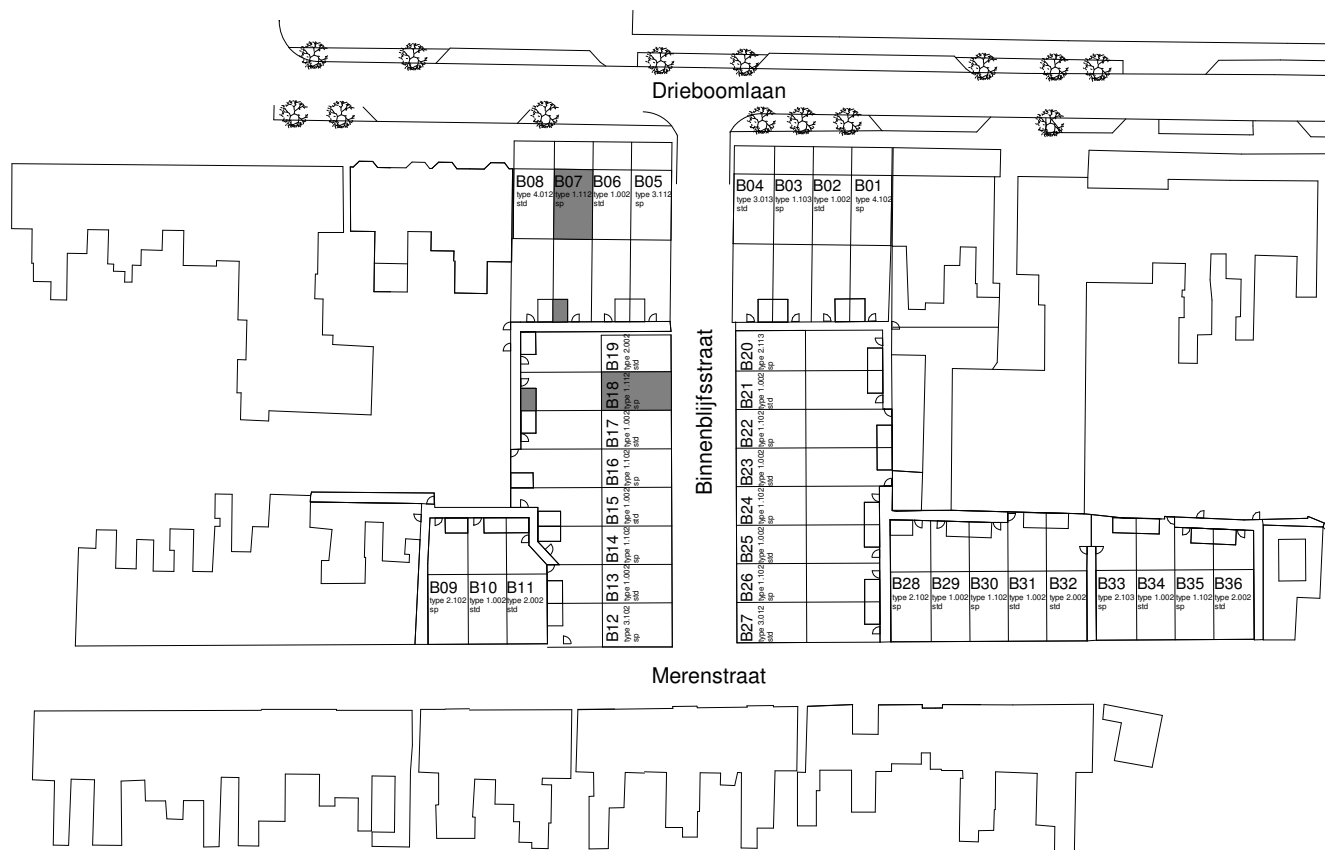 Drieboomlaan
B08
type 4.012
std
B07
type 1.112
sp
B06
type 1.002
std
B05
type 3.112
sp
B04
type 3.013
std
B03
type 1.103
sp
B02
type 1.002
std
B01
type 4.102
sp
B19
type 2.002
std
B18
type 1.112
sp
B17
type 1.002
std
B16
type 1.102
sp
B15
type 1.002
std
B14
type 1.102
sp
B13
type 1.002
std
B12
type 3.102
sp
Binnenblijfsstraat
B20
type 2.113
sp
B21
type 1.002
std
B22
type 1.102
sp
B23
type 1.002
std
B24
type 1.102
sp
B25
type 1.002
std
B26
type 1.102
sp
B27
type 3.012
std
B09
type 2.102
sp
B10
type 1.002
std
B11
type 2.002
std
B28
type 2.102
sp
B29
type 1.002
std
B30
type 1.102
sp
B31
type 1.002
std
B32
type 2.002
std
B33
type 2.103
sp
B34
type 1.002
std
B35
type 1.102
sp
B36
type 2.002
std
Merenstraat